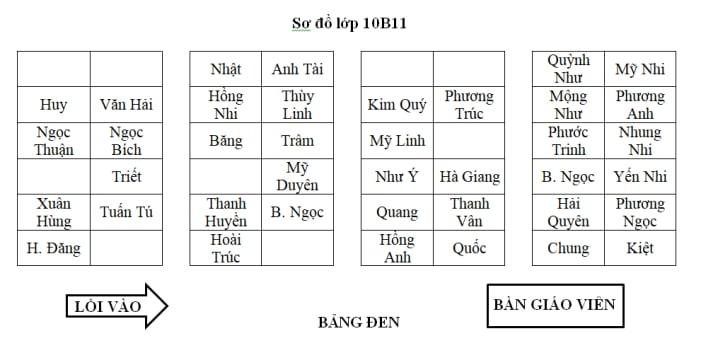 Sơ đồ lớp 10B11
Nhật Anh Tài
Quỳnh Như Mỹ Nhi
Huy Văn Hải
Hồng Nhi Thùy Linh
Kim Quý Phương Trúc
Mộng Như Phương Anh
Ngọc Thuận Ngọc Bích
Băng Trâm
Mỹ Linh
Phước Trinh Nhung Nhi
Triết
Mỹ Duyên
Như Ý Hà Giang
B. Ngọc Yến Nhi
Xuân Hùng Tuấn Tú
Thanh Huyền B. Ngọc
Quang Thanh Vân
Hải Quyên Phương Ngọc
H. Đăng
Hoài Trúc
Hồng Anh Quốc
Chung Kiệt
LỐI VÀO
BẢNG ĐEN
BÀN GIÁO VIÊN